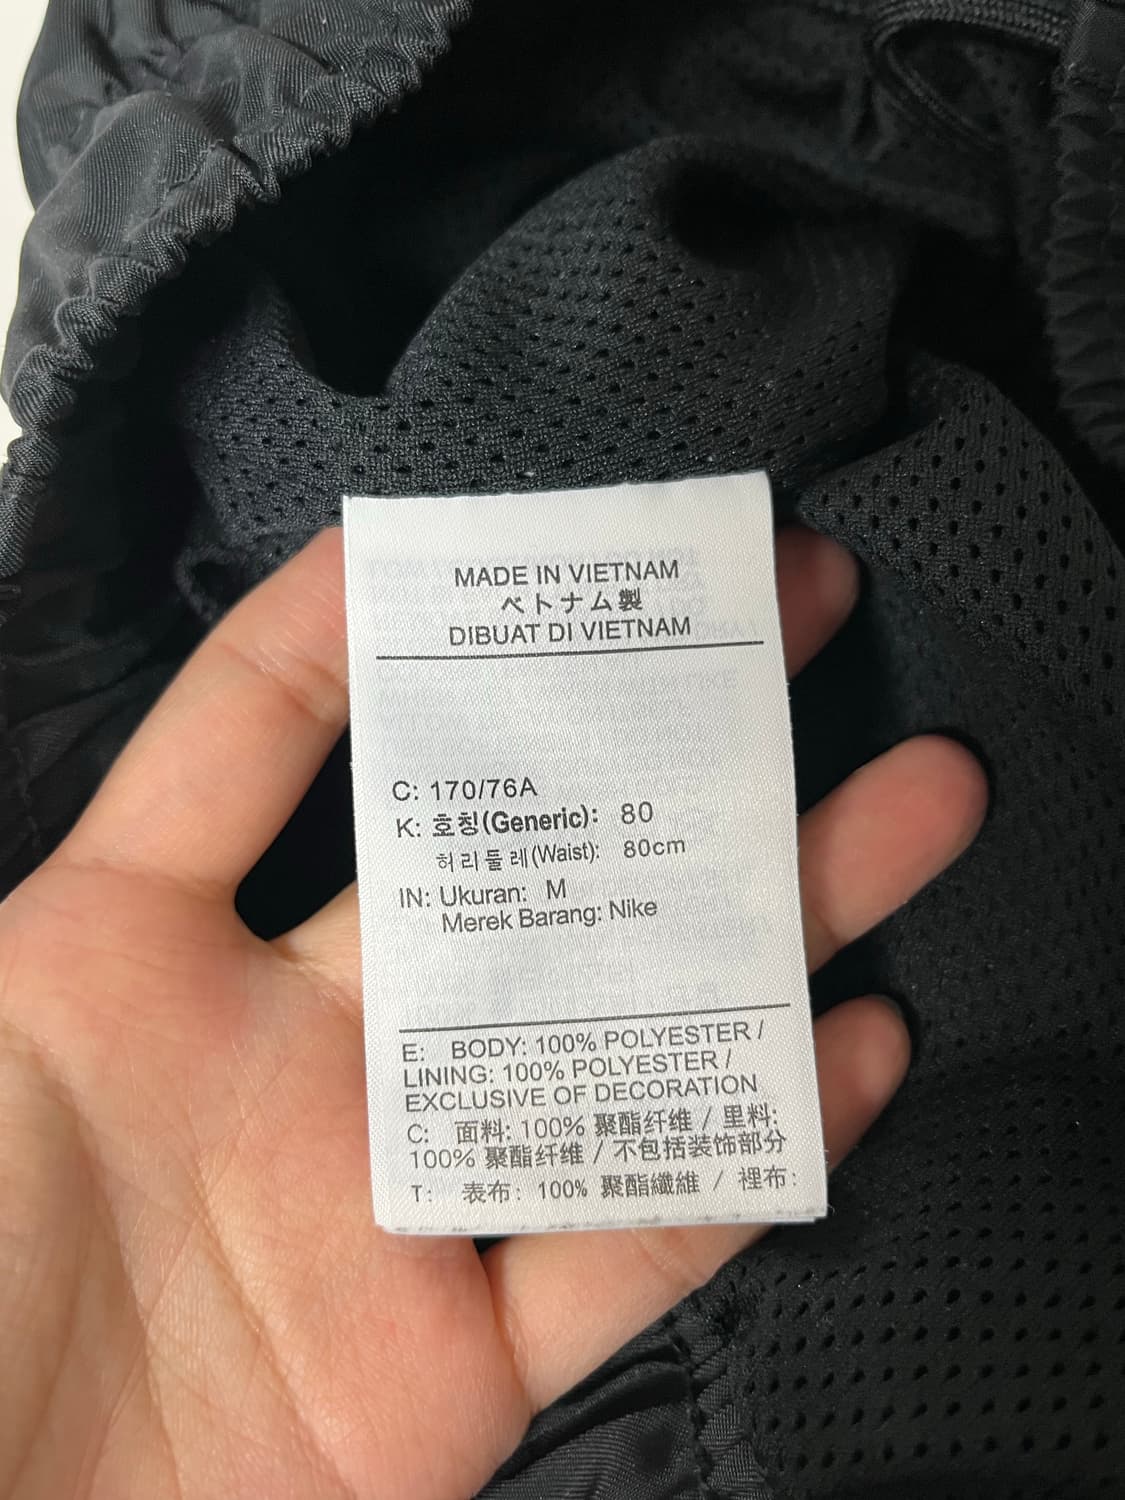 MADE IN VIETNAM
ベトナム製
DIBUAT DI VIETNAM
C: 170/76A
K: 호칭(Generic): 80
허리둘레(Waist): 80cm
IN: Ukuran: M
Merek Barang: Nike
E: BODY: 100% POLYESTER /
LINING: 100% POLYESTER /
EXCLUSIVE OF DECORATION
C: 面料: 100% 聚酯纤维 / 里料:
100% 聚酯纤维 / 不包括装饰部分
T: 表布: 100% 聚酯纖維 / 裡布: